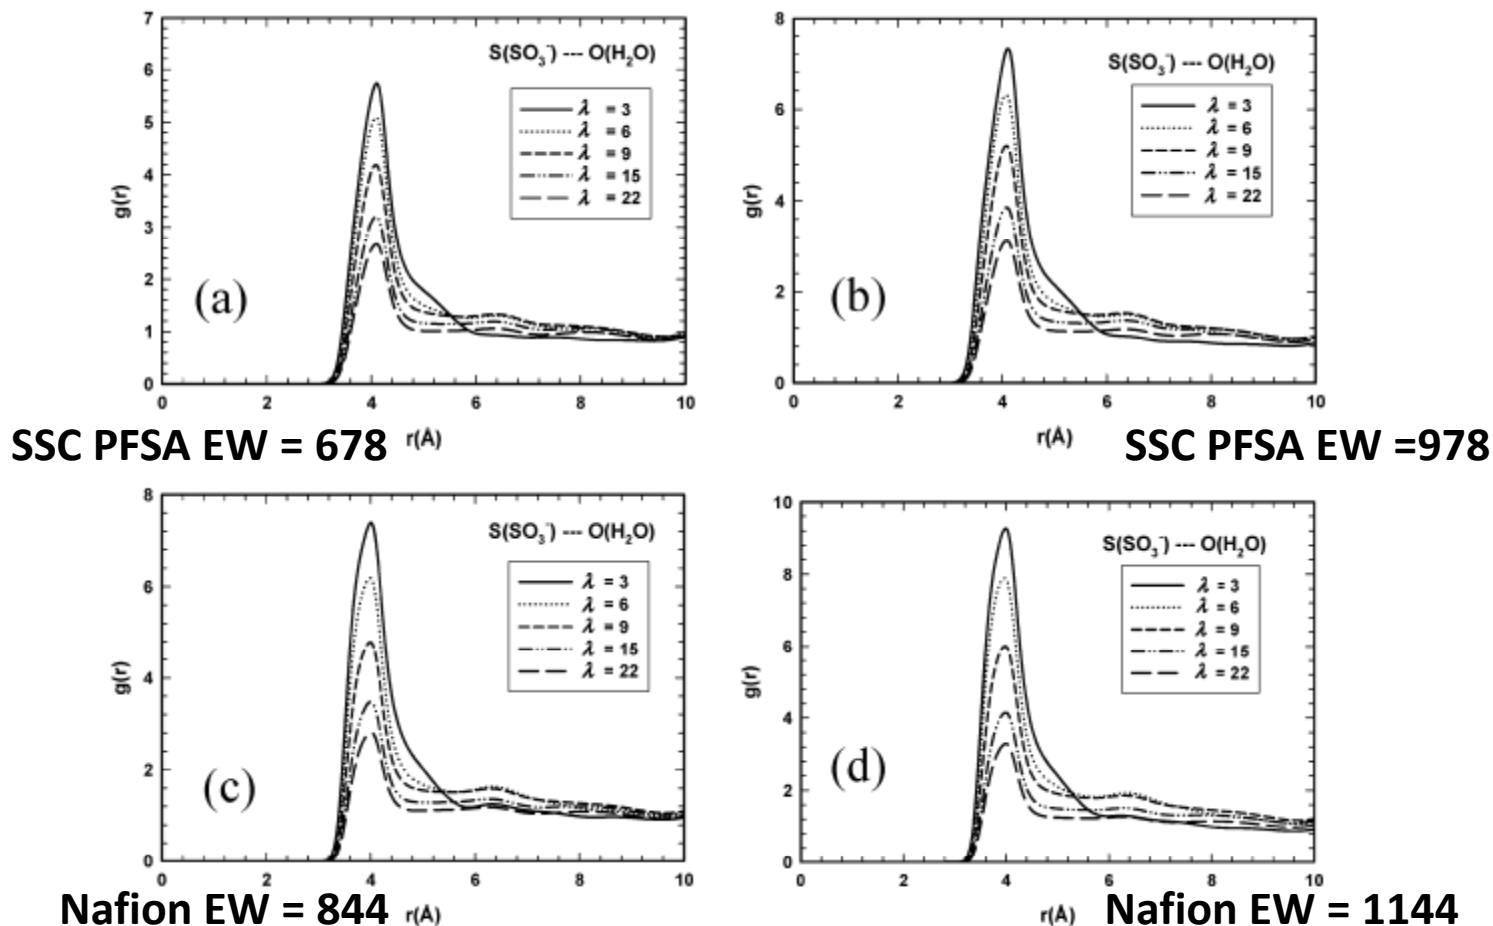 7
6
5
4
3
2
1
0
g(r)
S(SO₃⁻) --- O(H₂O)
λ = 3
λ = 6
λ = 9
λ = 15
λ = 22
(a)
0 2 4 6 8 10
r(Å)
SSC PFSA EW = 678
8
6
4
2
0
g(r)
S(SO₃⁻) --- O(H₂O)
λ = 3
λ = 6
λ = 9
λ = 15
λ = 22
(b)
0 2 4 6 8 10
r(Å)
SSC PFSA EW =978
8
6
4
2
0
g(r)
S(SO₃⁻) --- O(H₂O)
λ = 3
λ = 6
λ = 9
λ = 15
λ = 22
(c)
0 2 4 6 8 10
r(Å)
Nafion EW = 844
10
8
6
4
2
0
g(r)
S(SO₃⁻) --- O(H₂O)
λ = 3
λ = 6
λ = 9
λ = 15
λ = 22
(d)
0 2 4 6 8 10
r(Å)
Nafion EW = 1144